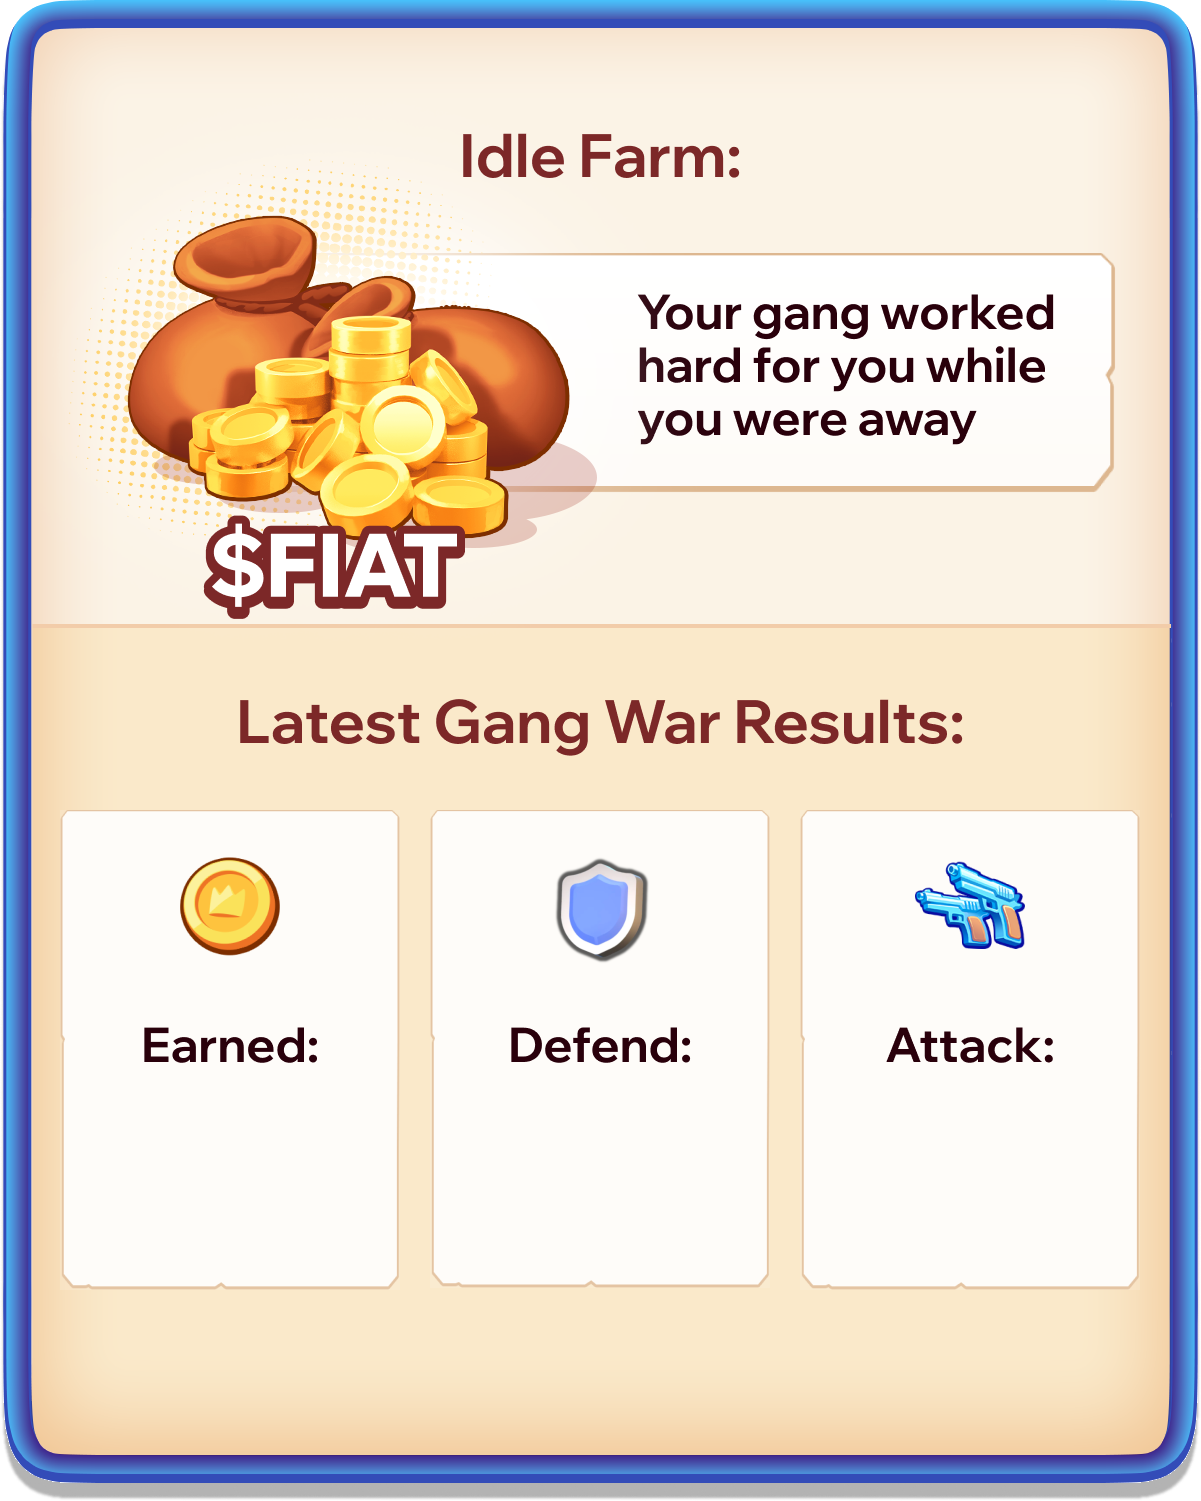 Idle Farm:
Your gang worked
hard for you while
you were away
$FIAT
Latest Gang War Results:
Earned:
Defend:
Attack: